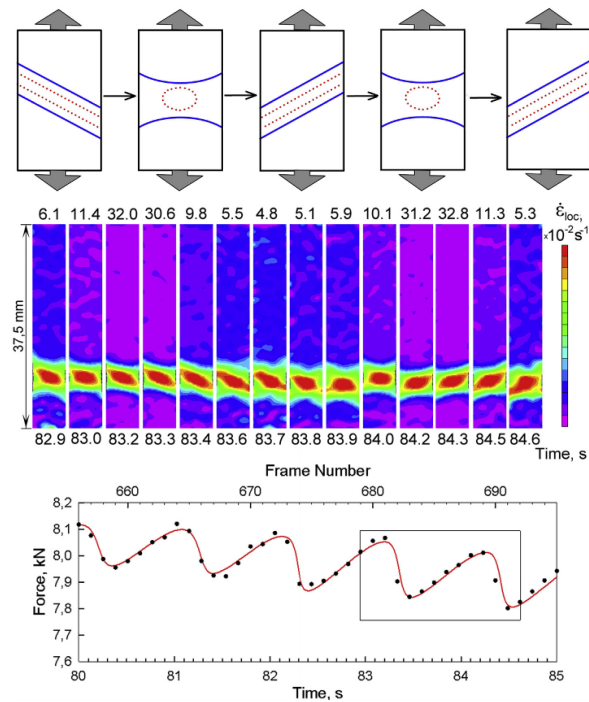 6.1 11.4 32.0 30.6 9.8 5.5 4.8 5.1 5.9 10.1 31.2 32.8 11.3 5.3
ε̇loc,
×10⁻²s⁻¹
37,5 mm
82.9 83.0 83.2 83.3 83.4 83.6 83.7 83.8 83.9 84.0 84.2 84.3 84.5 84.6
Time, s
Frame Number
660 670 680 690
8,2
8,1
8,0
7,9
7,8
7,7
7,6
Force, kN
80 81 82 83 84 85
Time, s